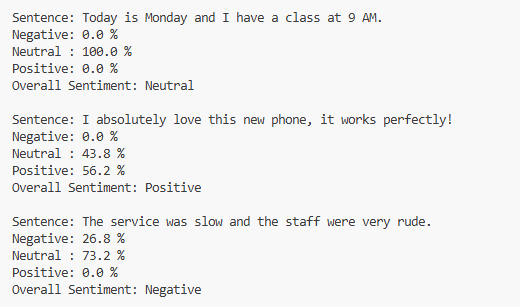 Sentence: Today is Monday and I have a class at 9 AM.
Negative: 0.0 %
Neutral : 100.0 %
Positive: 0.0 %
Overall Sentiment: Neutral

Sentence: I absolutely love this new phone, it works perfectly!
Negative: 0.0 %
Neutral : 43.8 %
Positive: 56.2 %
Overall Sentiment: Positive

Sentence: The service was slow and the staff were very rude.
Negative: 26.8 %
Neutral : 73.2 %
Positive: 0.0 %
Overall Sentiment: Negative